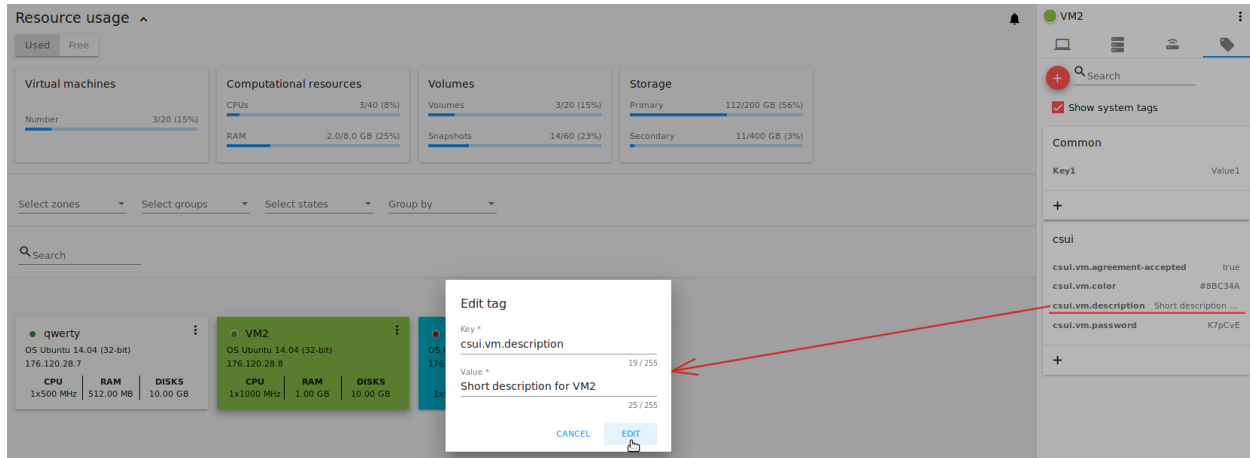 Resource usage
Used Free
Virtual machines
Number 3/20 (15%)
Computational resources
CPUs 3/40 (8%)
RAM 2.0/8.0 GB (25%)
Volumes
Volumes 3/20 (15%)
Snapshots 14/60 (23%)
Storage
Primary 112/200 GB (56%)
Secondary 11/400 GB (3%)
Select zones Select groups Select states Group by
Search
qwerty
OS Ubuntu 14.04 (32-bit)
176.120.28.7
CPU RAM DISKS
1x500 MHz 512.00 MB 10.00 GB
VM2
OS Ubuntu 14.04 (32-bit)
176.120.28.8
CPU RAM DISKS
1x1000 MHz 1.00 GB 10.00 GB
Edit tag
Key *
csui.vm.description
19 / 255
Value *
Short description for VM2
25 / 255
CANCEL EDIT
VM2
Search
Show system tags
Common
Key1 Value1
+
csui
csui.vm.agreement-accepted true
csui.vm.color #8BC34A
csui.vm.description Short description ...
csui.vm.password K7pCvE
+